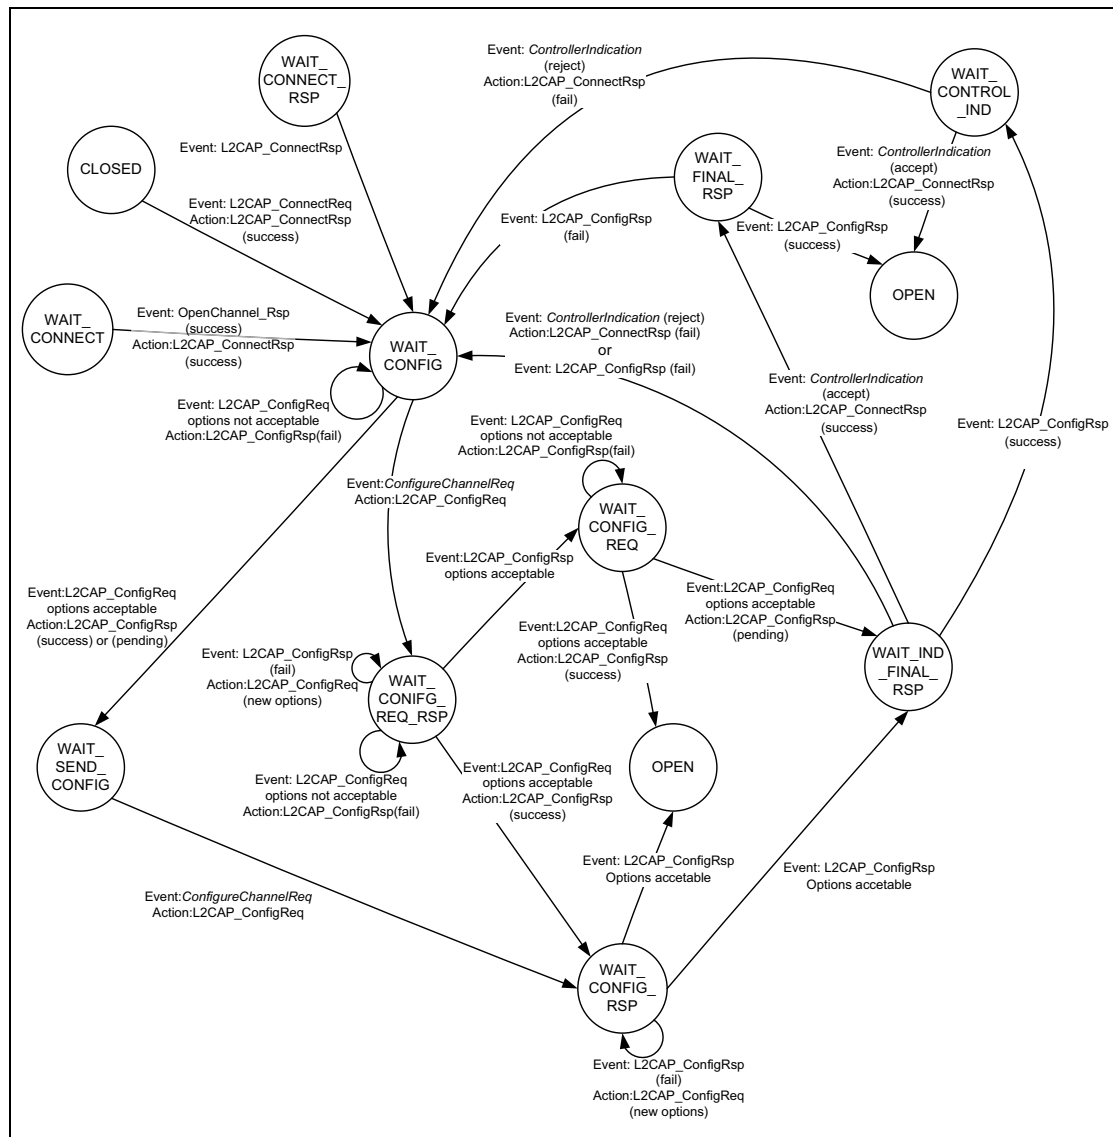 WAIT_
CONNECT_
RSP
Event: ControllerIndication
(reject)
Action:L2CAP_ConnectRsp
(fail)
WAIT_
CONTROL
_IND
CLOSED
Event: L2CAP_ConnectRsp
WAIT_
FINAL_
RSP
Event: ControllerIndication
(accept)
Action:L2CAP_ConnectRsp
(success)
Event: L2CAP_ConnectReq
Action:L2CAP_ConnectRsp
(success)
Event: L2CAP_ConfigRsp
(fail)
Event: L2CAP_ConfigRsp
(success)
OPEN
WAIT_
CONNECT
Event: OpenChannel_Rsp
(success)
Action:L2CAP_ConnectRsp
(success)
WAIT_
CONFIG
Event: ControllerIndication (reject)
Action:L2CAP_ConnectRsp (fail)
or
Event: L2CAP_ConfigRsp (fail)
Event: ControllerIndication
(accept)
Action:L2CAP_ConnectRsp
(success)
Event: L2CAP_ConfigRsp
(success)
Event: L2CAP_ConfigReq
options not acceptable
Action:L2CAP_ConfigRsp(fail)
Event: L2CAP_ConfigReq
options not acceptable
Action:L2CAP_ConfigRsp(fail)
Event:ConfigureChannelReq
Action:L2CAP_ConfigReq
WAIT_
CONFIG_
REQ
Event:L2CAP_ConfigRsp
options acceptable
Event:L2CAP_ConfigReq
options acceptable
Action:L2CAP_ConfigRsp
(pending)
Event:L2CAP_ConfigReq
options acceptable
Action:L2CAP_ConfigRsp
(success) or (pending)
Event:L2CAP_ConfigReq
options acceptable
Action:L2CAP_ConfigRsp
(success)
WAIT_IND
_FINAL_
RSP
Event: L2CAP_ConfigRsp
(fail)
Action:L2CAP_ConfigReq
(new options)
WAIT_
CONIFG_
REQ_RSP
WAIT_
SEND_
CONFIG
Event: L2CAP_ConfigReq
options not acceptable
Action:L2CAP_ConfigRsp(fail)
Event:L2CAP_ConfigReq
options acceptable
Action:L2CAP_ConfigRsp
(success)
OPEN
Event: L2CAP_ConfigRsp
Options accetable
Event: L2CAP_ConfigRsp
Options accetable
Event:ConfigureChannelReq
Action:L2CAP_ConfigReq
WAIT_
CONFIG_
RSP
Event: L2CAP_ConfigRsp
(fail)
Action:L2CAP_ConfigReq
(new options)